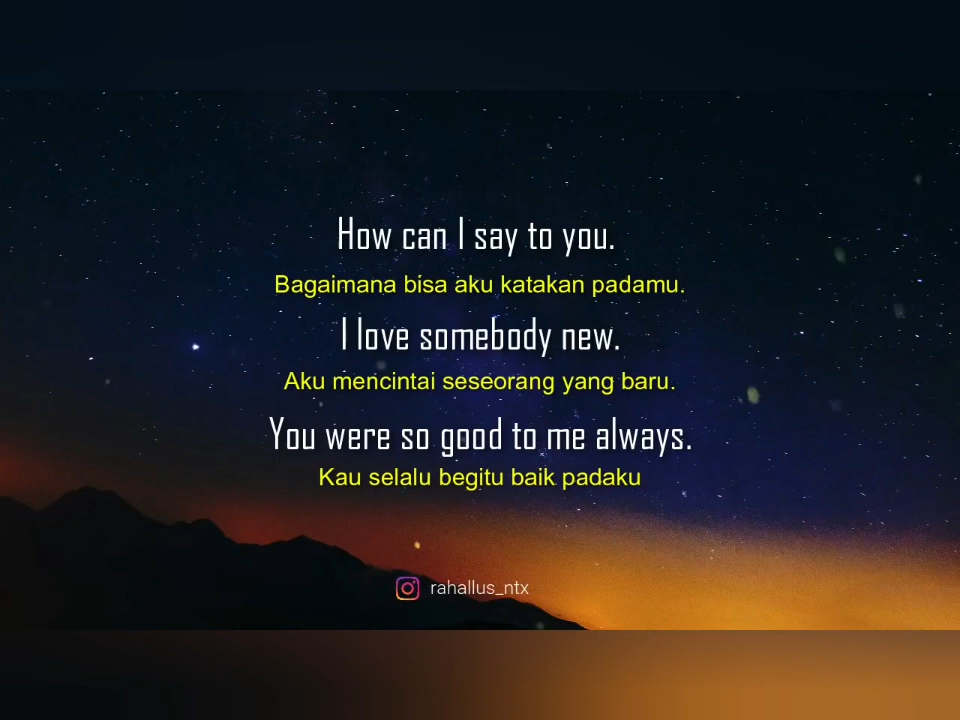 How can I say to you.
Bagaimana bisa aku katakan padamu.
I love somebody new.
Aku mencintai seseorang yang baru.
You were so good to me always.
Kau selalu begitu baik padaku
rahallus_ntx